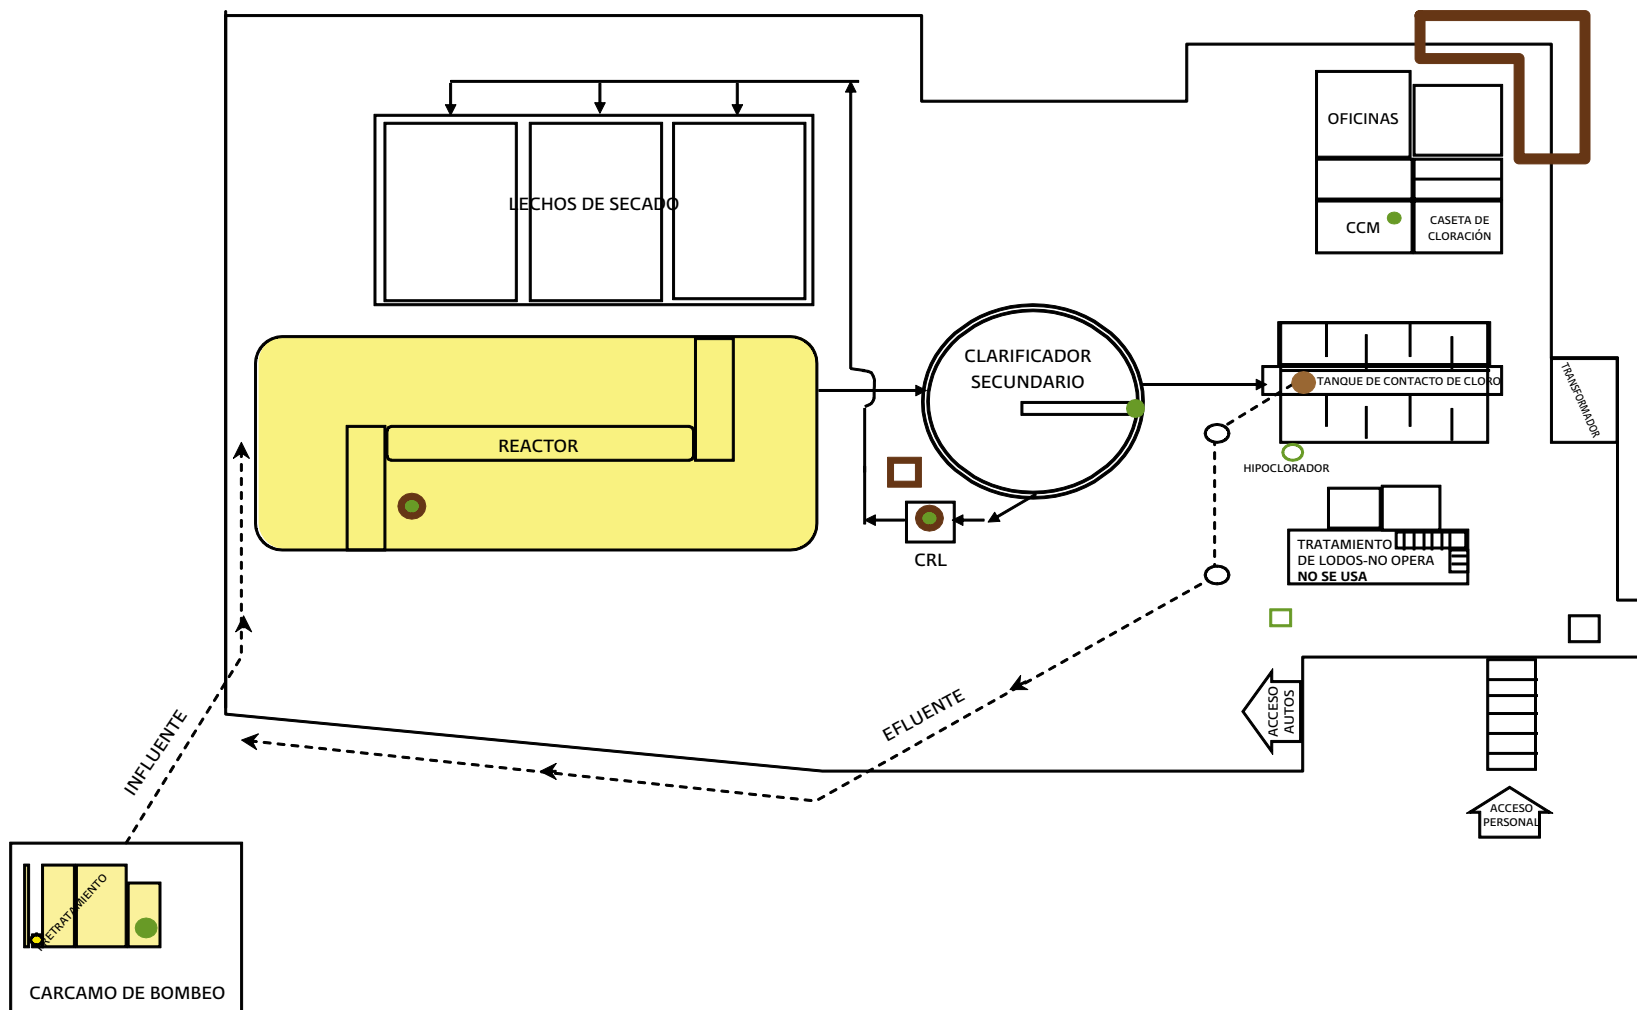 OFICINAS
LECHOS DE SECADO
CCM
CASETA DE
CLORACIÓN
CLARIFICADOR
SECUNDARIO
TANQUE DE CONTACTO DE CLORO
TRANSFORMADOR
REACTOR
HIPOCLORADOR
CRL
TRATAMIENTO
DE LODOS-NO OPERA
NO SE USA
EFLUENTE
ACCESO
AUTOS
INFLUENTE
ACCESO
PERSONAL
PRETRATAMIENTO
CARCAMO DE BOMBEO